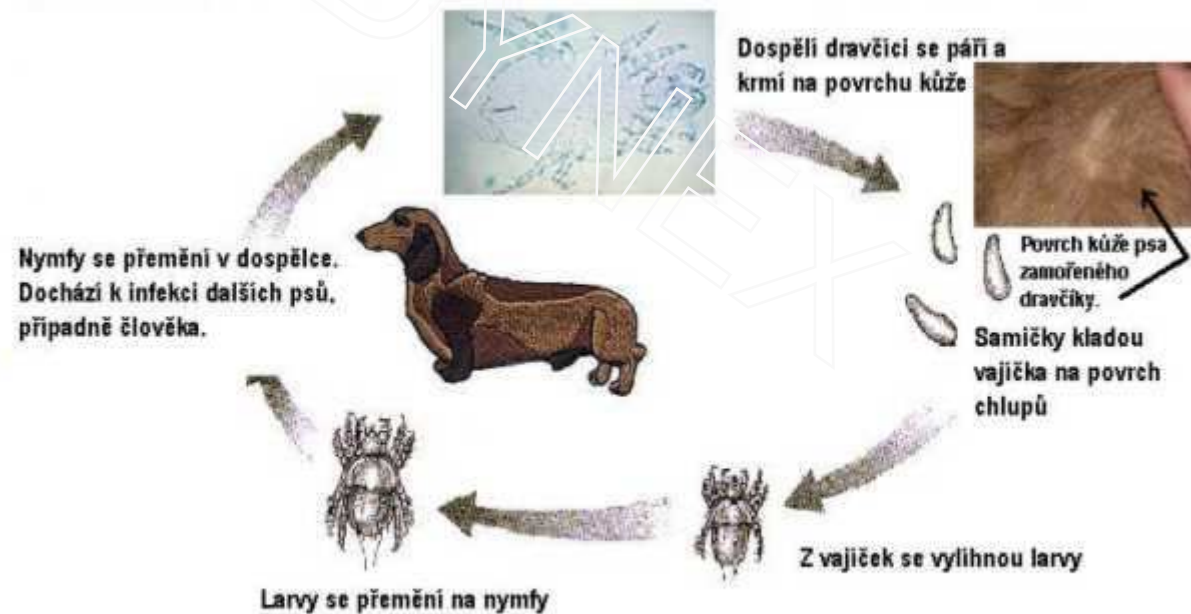 Dospělí dravčíci se páří a
krmí na povrchu kůže
Povrch kůže psa
zamořeného
dravčíky.
Samičky kladou
vajíčka na povrch
chlupů
Z vajíček se vylíhnou larvy
Larvy se přemění na nymfy
Nymfy se přemění v dospělce.
Dochází k infekci dalších psů,
případně člověka.